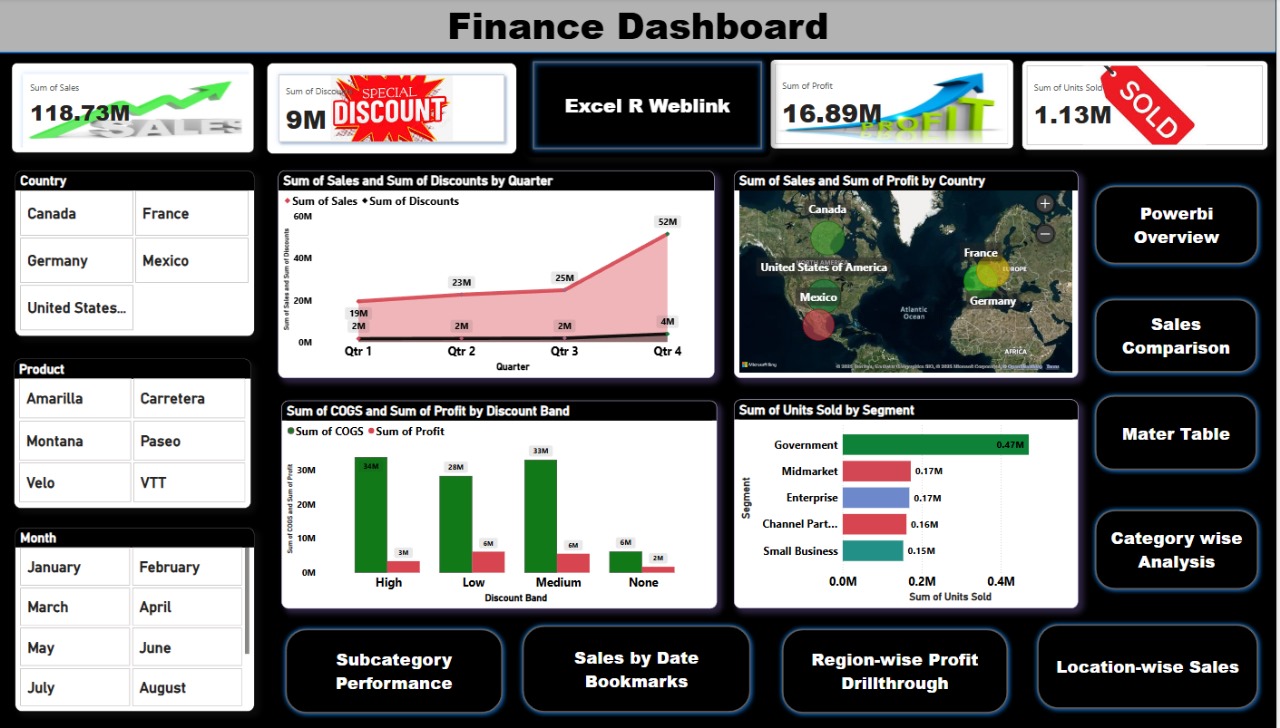 Finance Dashboard
Sum of Sales
118.73M
SALES
Sum of Discou
9M
SPECIAL
DISCOUNT
Excel R Weblink
Sum of Profit
16.89M
PROFIT
Sum of Units Sold
1.13M
SOLD
Country
Canada France
Germany Mexico
United States...
Product
Amarilla Carretera
Montana Paseo
Velo VTT
Month
January February
March April
May June
July August
Sum of Sales and Sum of Discounts by Quarter
Sum of Sales Sum of Discounts
Sum of Sales and Sum of Discounts
60M
40M
20M
0M
19M 23M 25M 52M
2M 2M 2M 4M
Qtr 1 Qtr 2 Qtr 3 Qtr 4
Quarter
Sum of Sales and Sum of Profit by Country
Canada
NORTH AMERICA
United States of America
Mexico
France
EUROPE
Germany
Atlantic
Ocean
AFRICA
+
−
Microsoft Bing
Terms
Sum of COGS and Sum of Profit by Discount Band
Sum of COGS Sum of Profit
Sum of COGS and Sum of Profit
30M
20M
10M
0M
34M 3M 28M 6M 33M 6M 6M 2M
High Low Medium None
Discount Band
Sum of Units Sold by Segment
Segment
Government 0.47M
Midmarket 0.17M
Enterprise 0.17M
Channel Part... 0.16M
Small Business 0.15M
0.0M 0.2M 0.4M
Sum of Units Sold
Powerbi
Overview
Sales
Comparison
Mater Table
Category wise
Analysis
Subcategory
Performance
Sales by Date
Bookmarks
Region-wise Profit
Drillthrough
Location-wise Sales